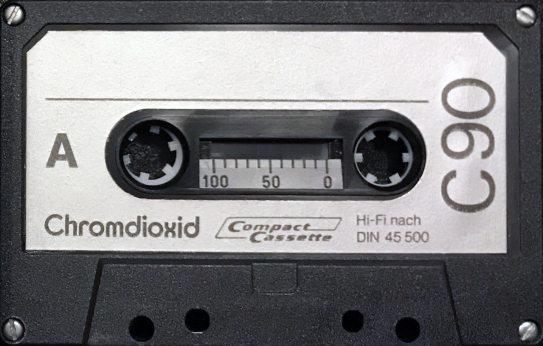 A
100 50 0
C90
Chromdioxid
Compact
Cassette
Hi-Fi nach
DIN 45 500